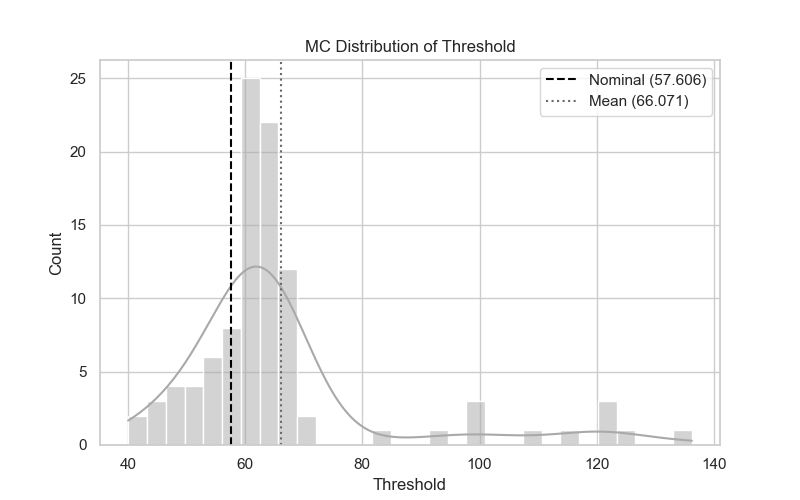 MC Distribution of Threshold
Nominal (57.606)
Mean (66.071)
25
20
15
10
5
0
Count
40 60 80 100 120 140
Threshold